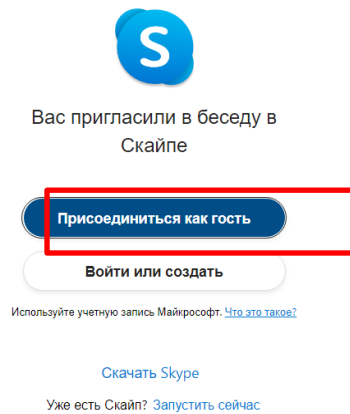 S
Вас пригласили в беседу в
Скайпе
Присоединиться как гость
Войти или создать
Используйте учетную запись Майкрософт. Что это такое?
Скачать Skype
Уже есть Скайп? Запустить сейчас